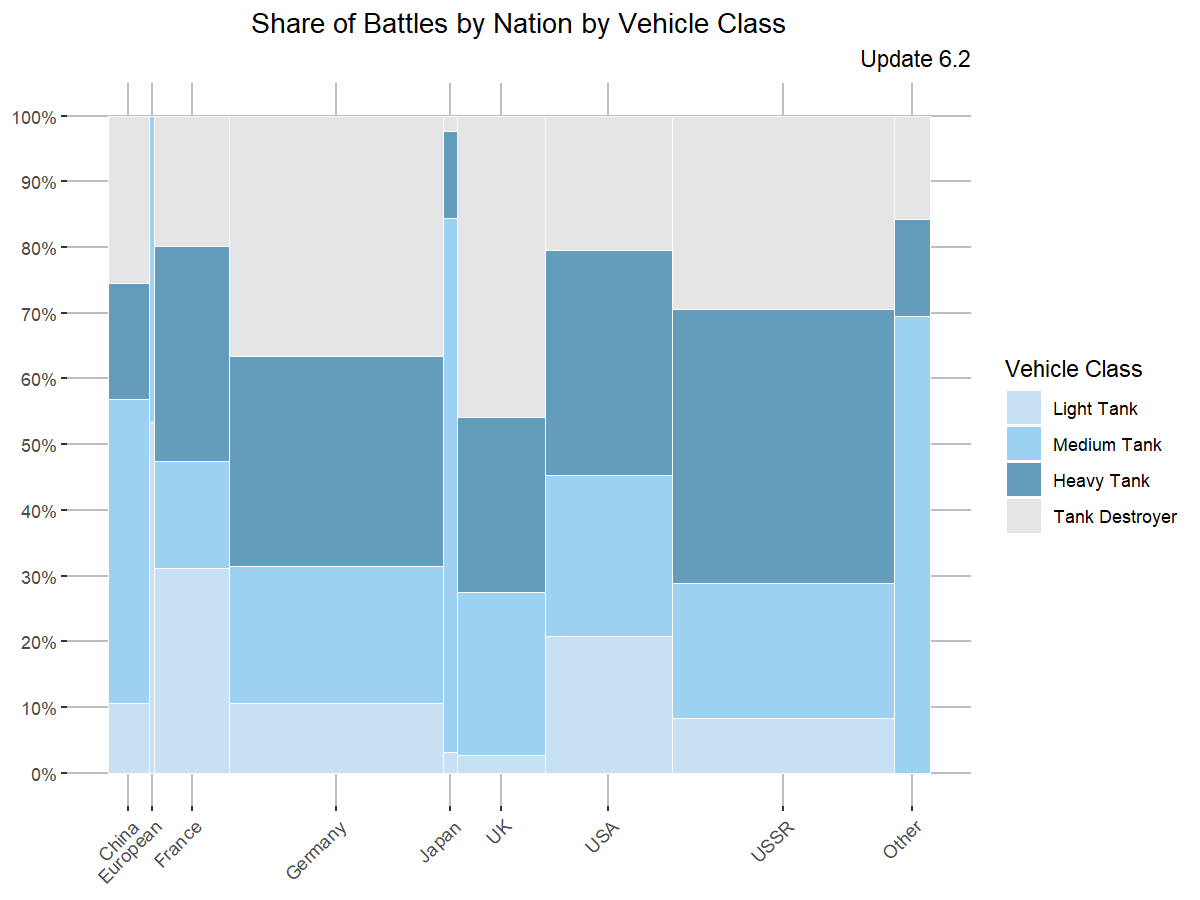 Share of Battles by Nation by Vehicle Class
Update 6.2
100%
90%
80%
70%
60%
50%
40%
30%
20%
10%
0%
China
European
France
Germany
Japan
UK
USA
USSR
Other
Vehicle Class
Light Tank
Medium Tank
Heavy Tank
Tank Destroyer